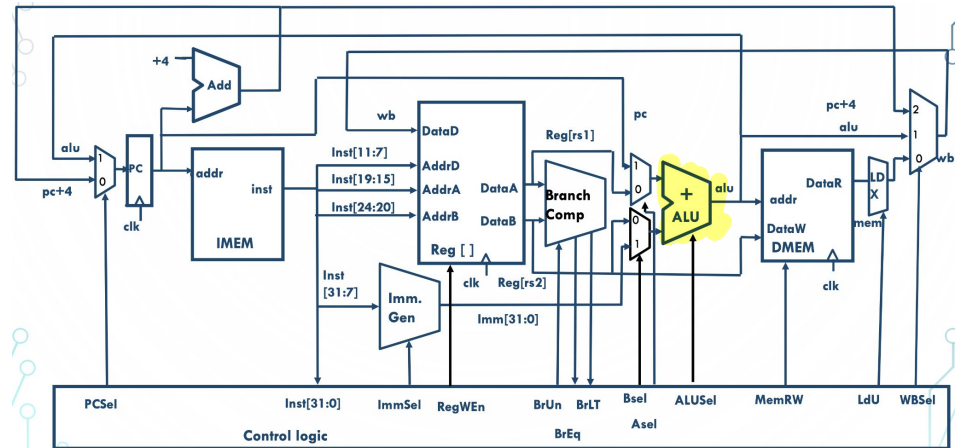 +4
Add
alu
1
0
pc+4
PC
clk
addr
inst
IMEM
wb
Inst[11:7]
Inst[19:15]
Inst[24:20]
DataD
AddrD
AddrA
AddrB
DataA
DataB
Reg [ ]
clk
Inst
[31:7]
Imm.
Gen
Imm[31:0]
Reg[rs1]
Reg[rs2]
Branch
Comp
pc
1
0
0
1
+
ALU
alu
addr
DataW
DataR
DMEM
clk
LD
X
mem
pc+4
alu
2
1
0
wb
PCSel
Inst[31:0]
ImmSel
RegWEn
BrUn
BrEq
BrLT
Bsel
Asel
ALUSel
MemRW
LdU
WBSel
Control logic